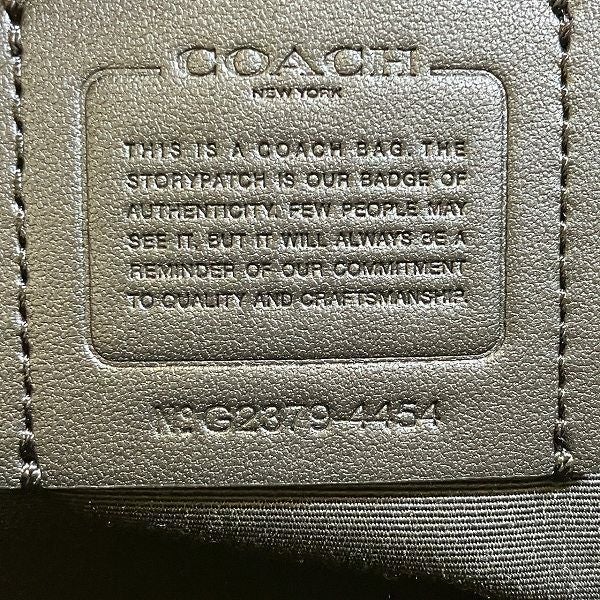 COACH
NEW YORK
THIS IS A COACH BAG. THE
STORYPATCH IS OUR BADGE OF
AUTHENTICITY. FEW PEOPLE MAY
SEE IT, BUT IT WILL ALWAYS BE A
REMINDER OF OUR COMMITMENT
TO QUALITY AND CRAFTSMANSHIP.
Nº G2379-4454